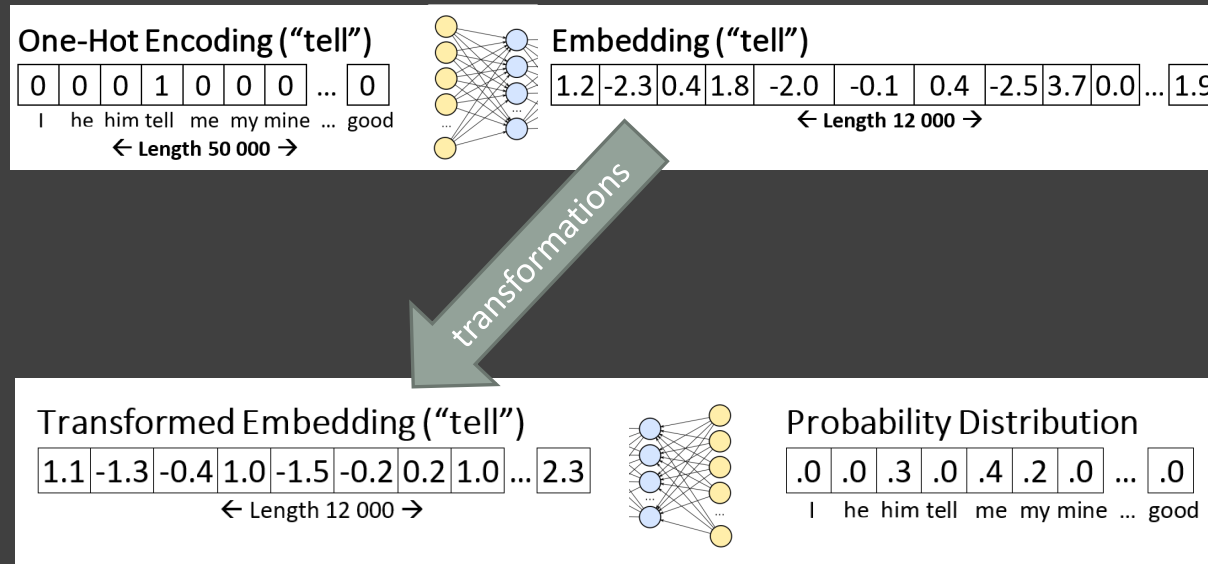 One-Hot Encoding (“tell”)
0 0 0 1 0 0 0 ... 0
I he him tell me my mine ... good
← Length 50 000 →
...
...
Embedding (“tell”)
1.2 -2.3 0.4 1.8 -2.0 -0.1 0.4 -2.5 3.7 0.0 ... 1.9
← Length 12 000 →
transformations
Transformed Embedding (“tell”)
1.1 -1.3 -0.4 1.0 -1.5 -0.2 0.2 1.0 ... 2.3
← Length 12 000 →
...
...
Probability Distribution
.0 .0 .3 .0 .4 .2 .0 ... .0
I he him tell me my mine ... good